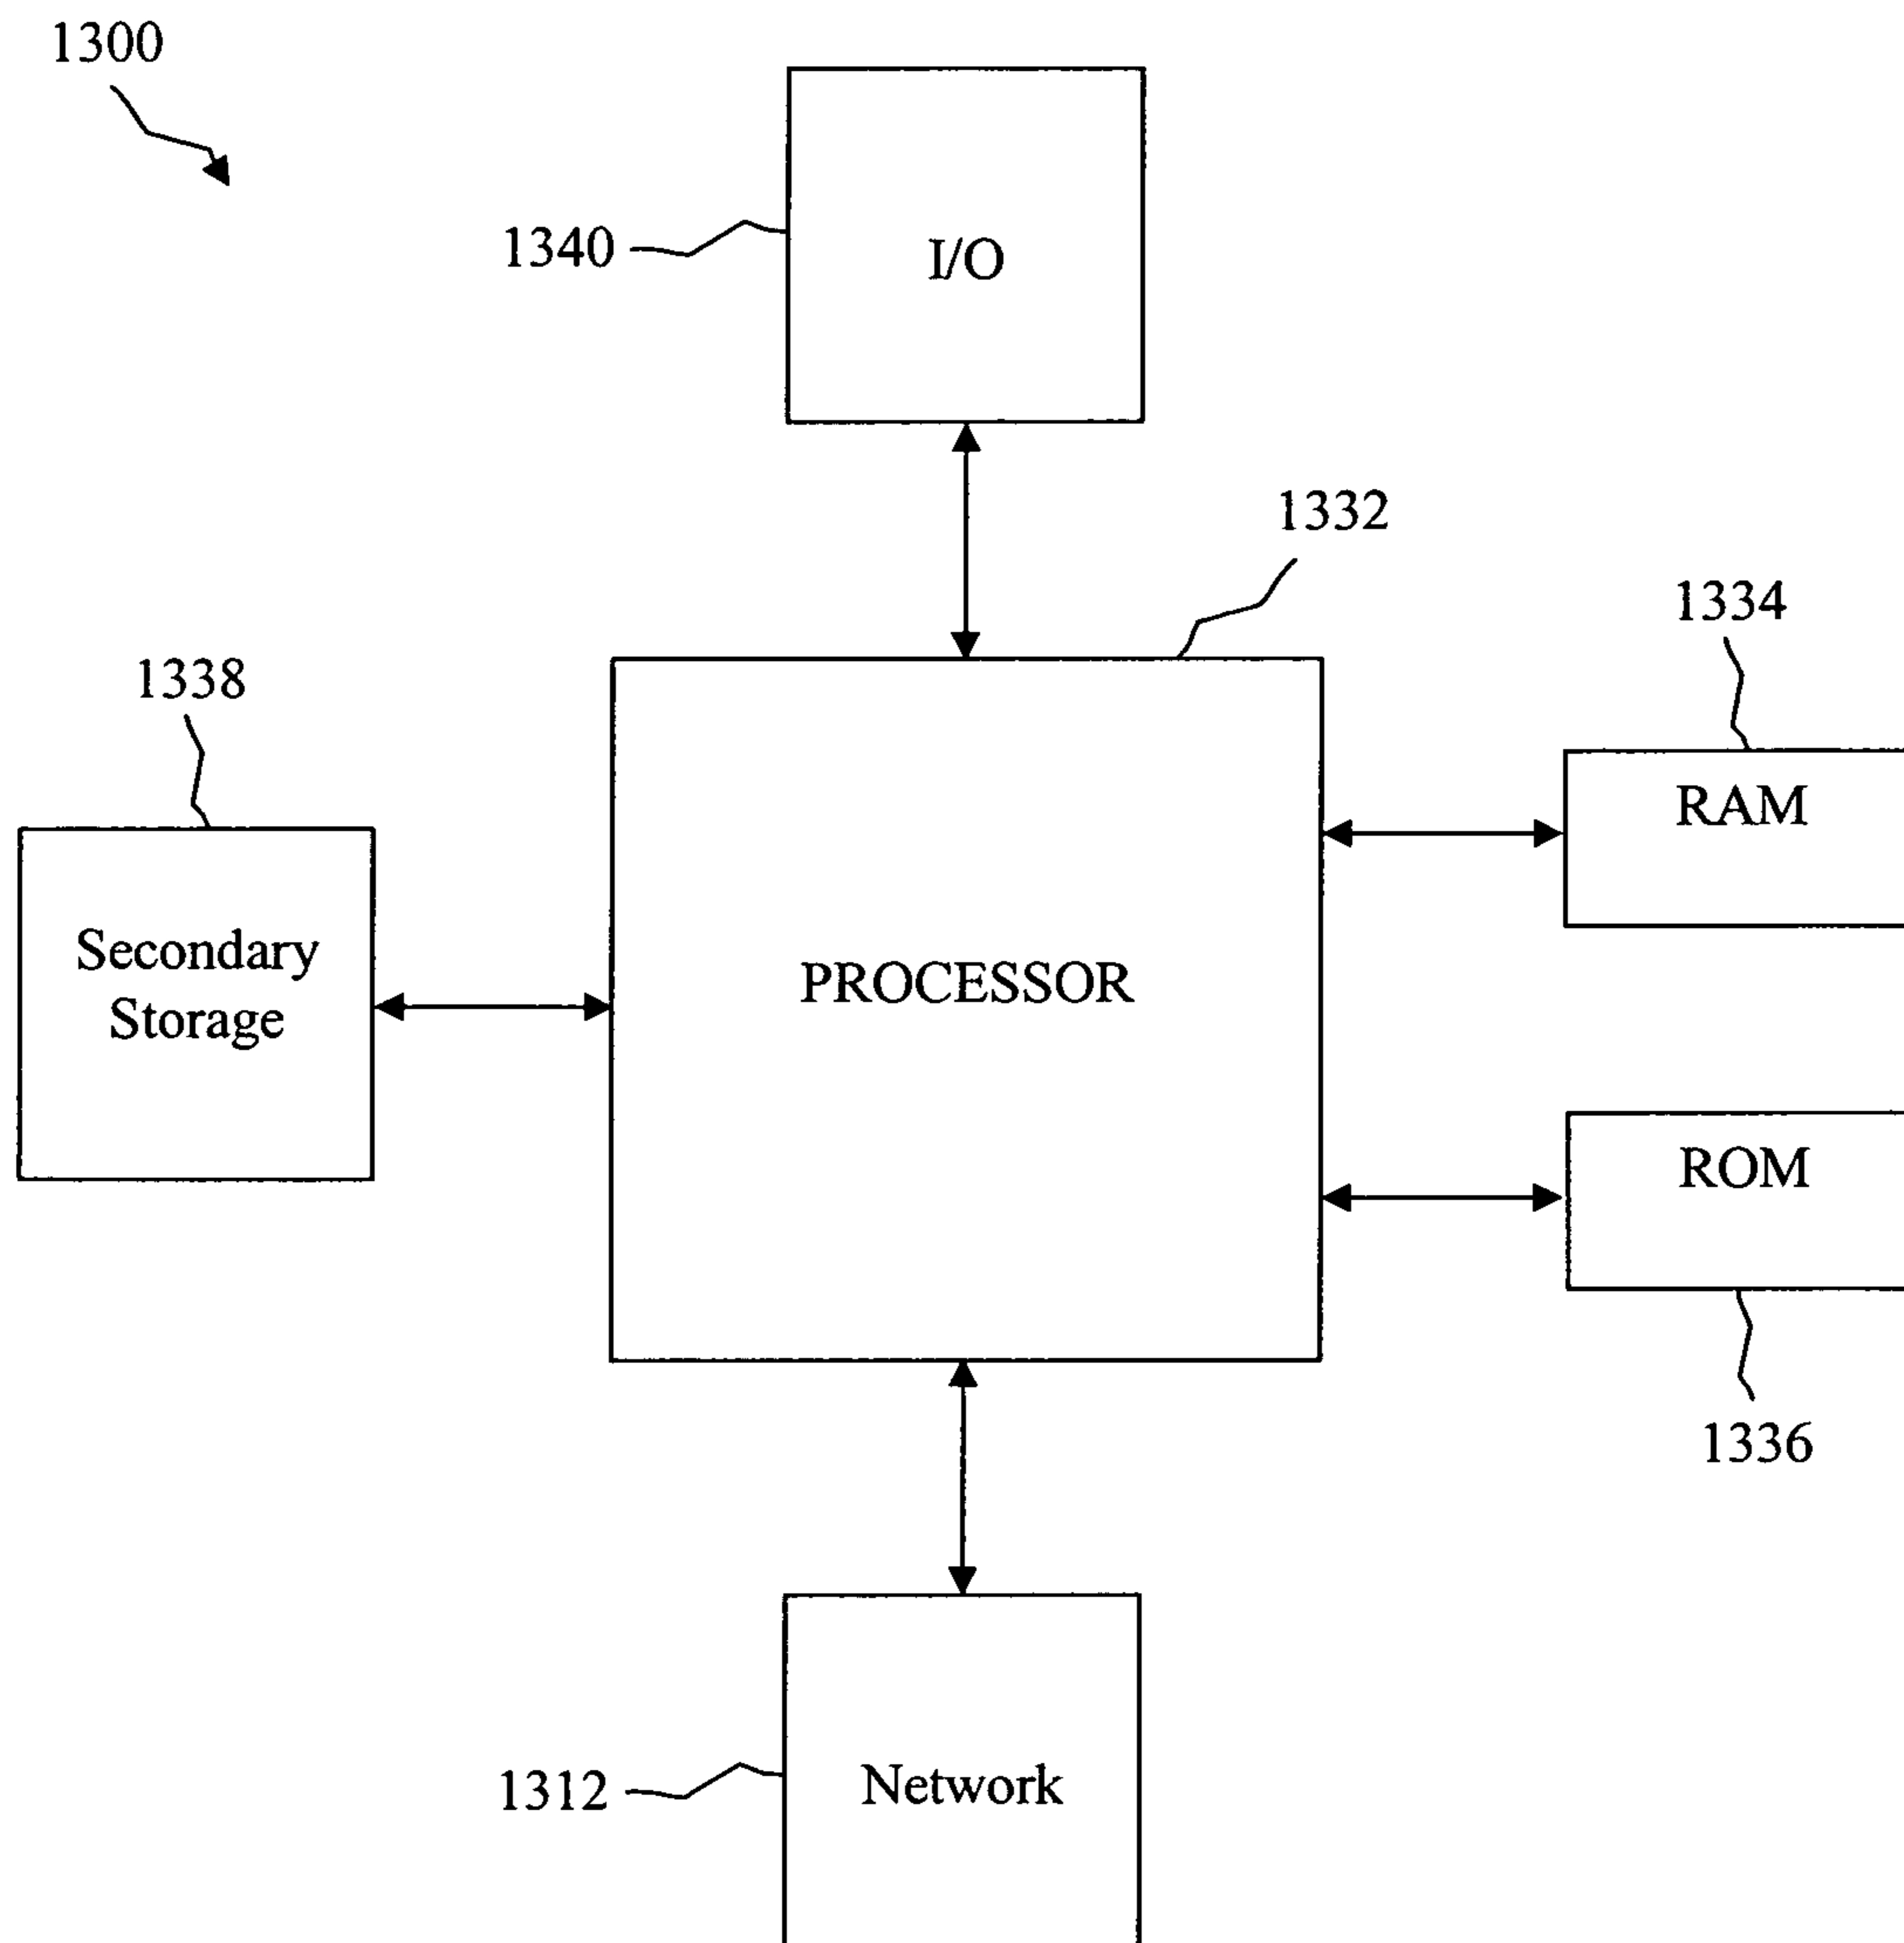 1300
1340
I/O
1332
1334
1338
RAM
Secondary
Storage
PROCESSOR
ROM
1336
1312
Network